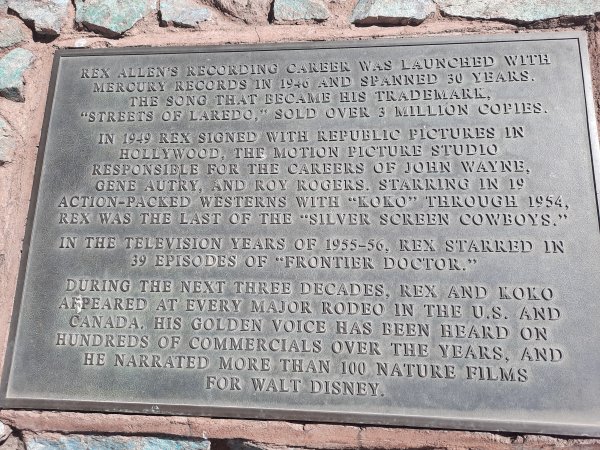 REX ALLEN'S RECORDING CAREER WAS LAUNCHED WITH
MERCURY RECORDS IN 1946 AND SPANNED 30 YEARS.
THE SONG THAT BECAME HIS TRADEMARK,
"STREETS OF LAREDO," SOLD OVER 3 MILLION COPIES.
IN 1949 REX SIGNED WITH REPUBLIC PICTURES IN
HOLLYWOOD, THE MOTION PICTURE STUDIO
RESPONSIBLE FOR THE CAREERS OF JOHN WAYNE,
GENE AUTRY, AND ROY ROGERS. STARRING IN 19
ACTION-PACKED WESTERNS WITH "KOKO" THROUGH 1954,
REX WAS THE LAST OF THE "SILVER SCREEN COWBOYS."
IN THE TELEVISION YEARS OF 1955-56, REX STARRED IN
39 EPISODES OF "FRONTIER DOCTOR."
DURING THE NEXT THREE DECADES, REX AND KOKO
APPEARED AT EVERY MAJOR RODEO IN THE U.S. AND
CANADA. HIS GOLDEN VOICE HAS BEEN HEARD ON
HUNDREDS OF COMMERCIALS OVER THE YEARS, AND
HE NARRATED MORE THAN 100 NATURE FILMS
FOR WALT DISNEY.